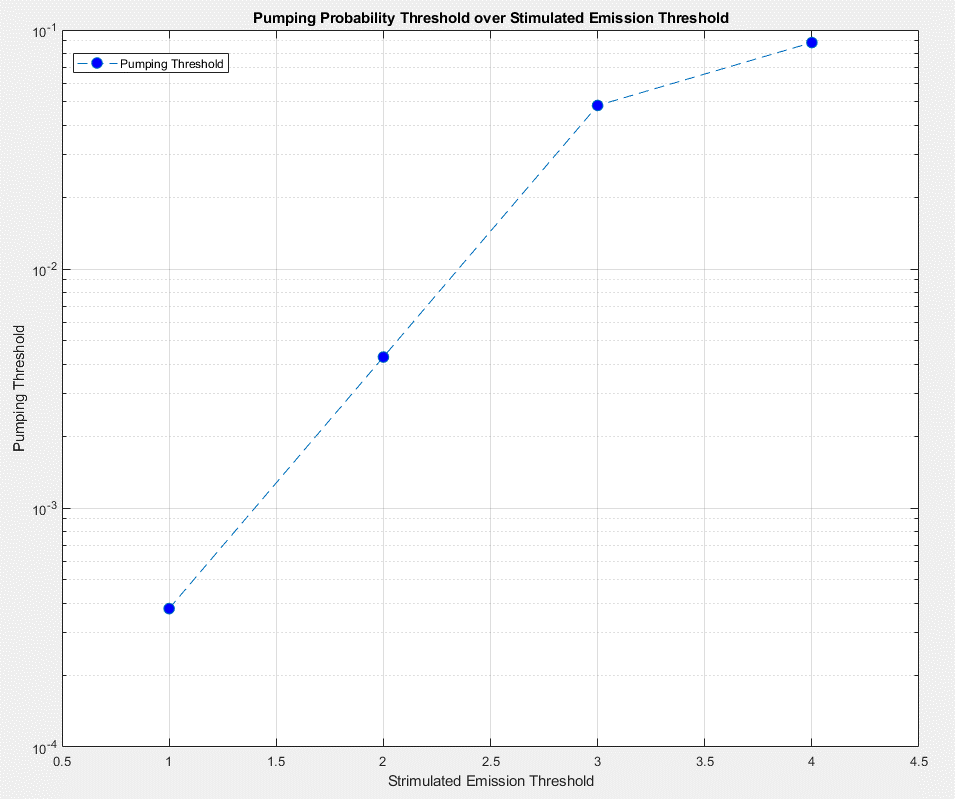 Pumping Probability Threshold over Stimulated Emission Threshold
10^-1
Pumping Threshold
10^-2
Pumping Threshold
10^-3
10^-4
0.5 1 1.5 2 2.5 3 3.5 4 4.5
Strimulated Emission Threshold